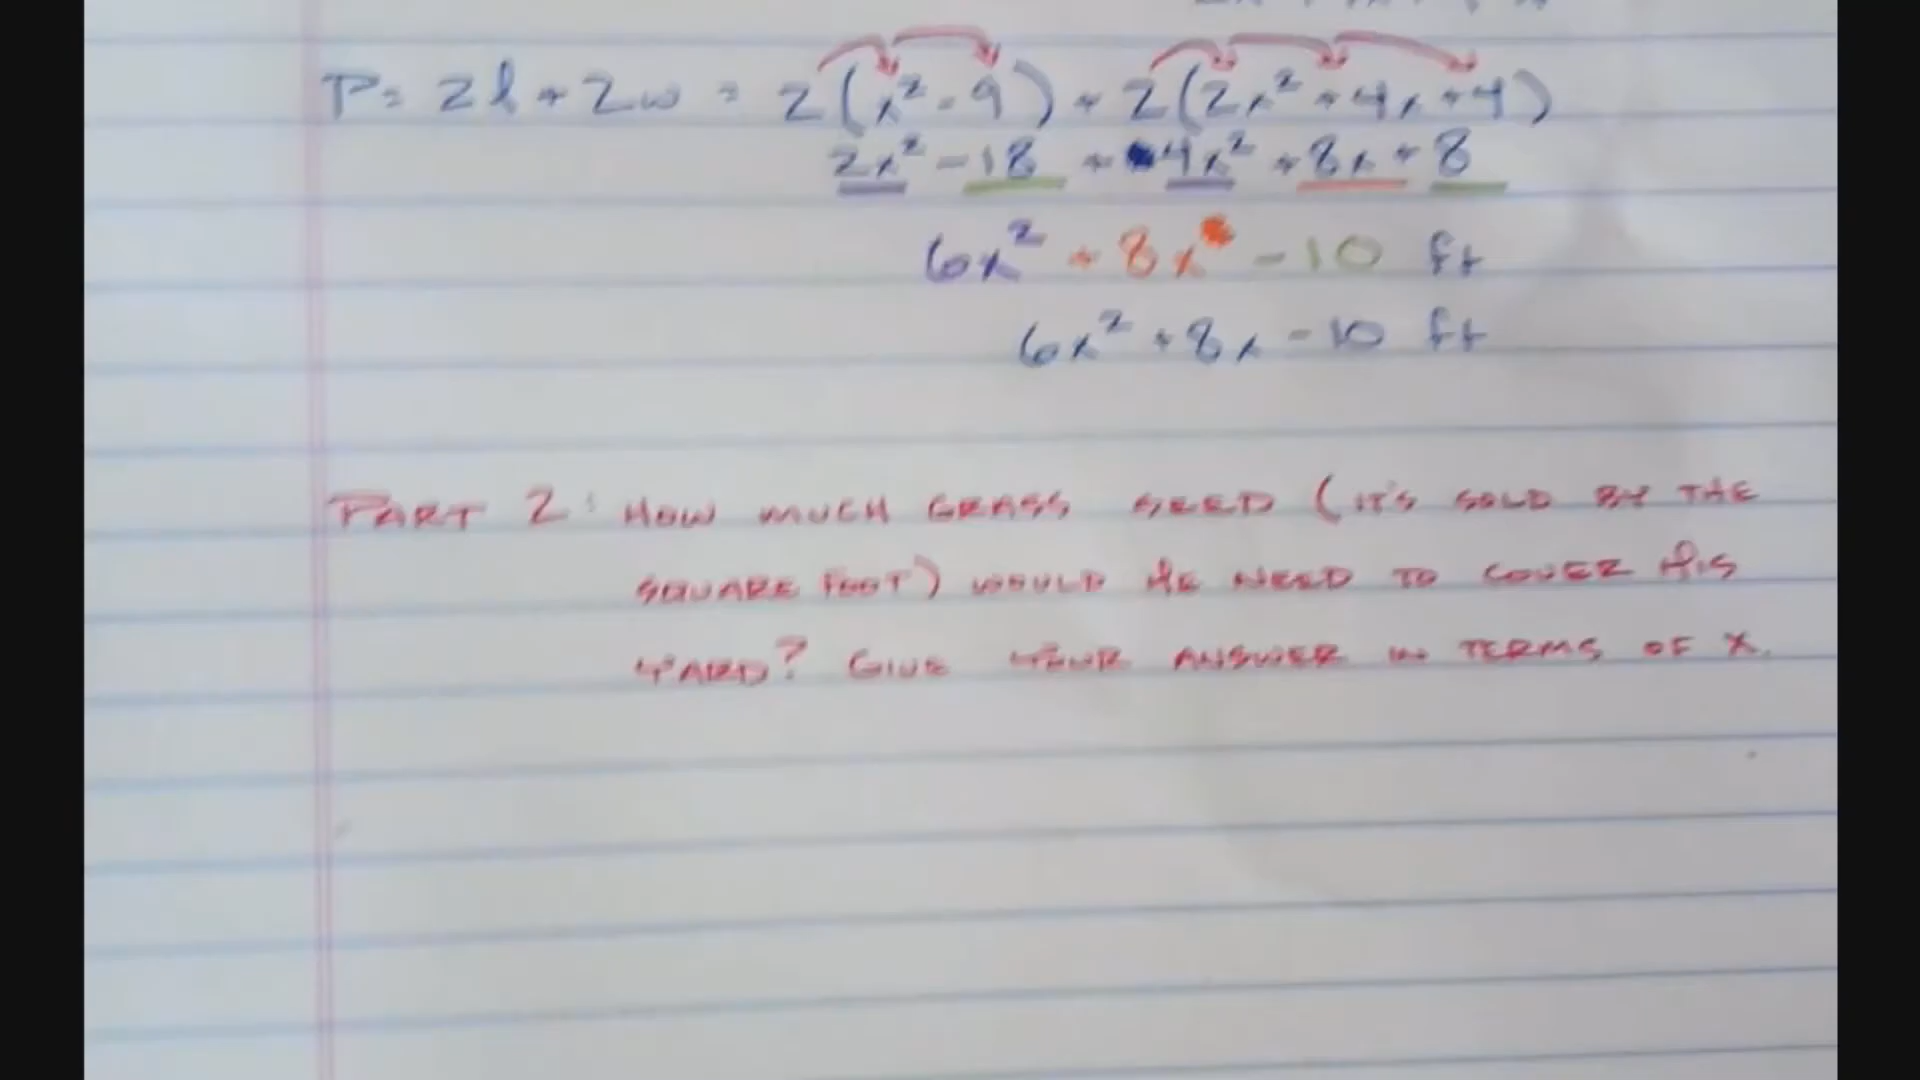 P = 2l + 2w = 2(x² - 9) + 2(2x² + 4x + 4)
2x² - 18 + 4x² + 8x + 8
6x² + 8x - 10 ft
6x² + 8x - 10 ft
PART 2: HOW MUCH GRASS SEED (IT'S SOLD BY THE
SQUARE FOOT) WOULD HE NEED TO COVER HIS
YARD? GIVE YOUR ANSWER IN TERMS OF X.